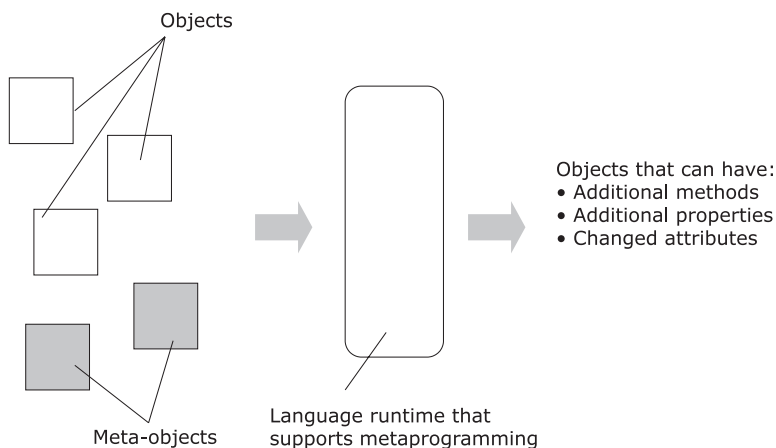 Objects
Objects that can have:
• Additional methods
• Additional properties
• Changed attributes
Meta-objects
Language runtime that
supports metaprogramming